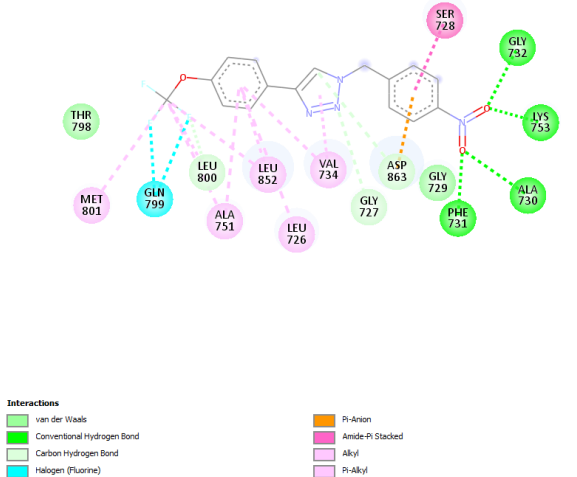 SER
728
GLY
732
F
O
N
N
N
N
O
O
THR
798
LYS
753
LEU
800
LEU
852
VAL
734
ASP
863
GLY
729
MET
801
GLN
799
ALA
751
LEU
726
GLY
727
PHE
731
ALA
730
Interactions
van der Waals
Conventional Hydrogen Bond
Carbon Hydrogen Bond
Halogen (Fluorine)
Pi-Anion
Amide-Pi Stacked
Alkyl
Pi-Alkyl